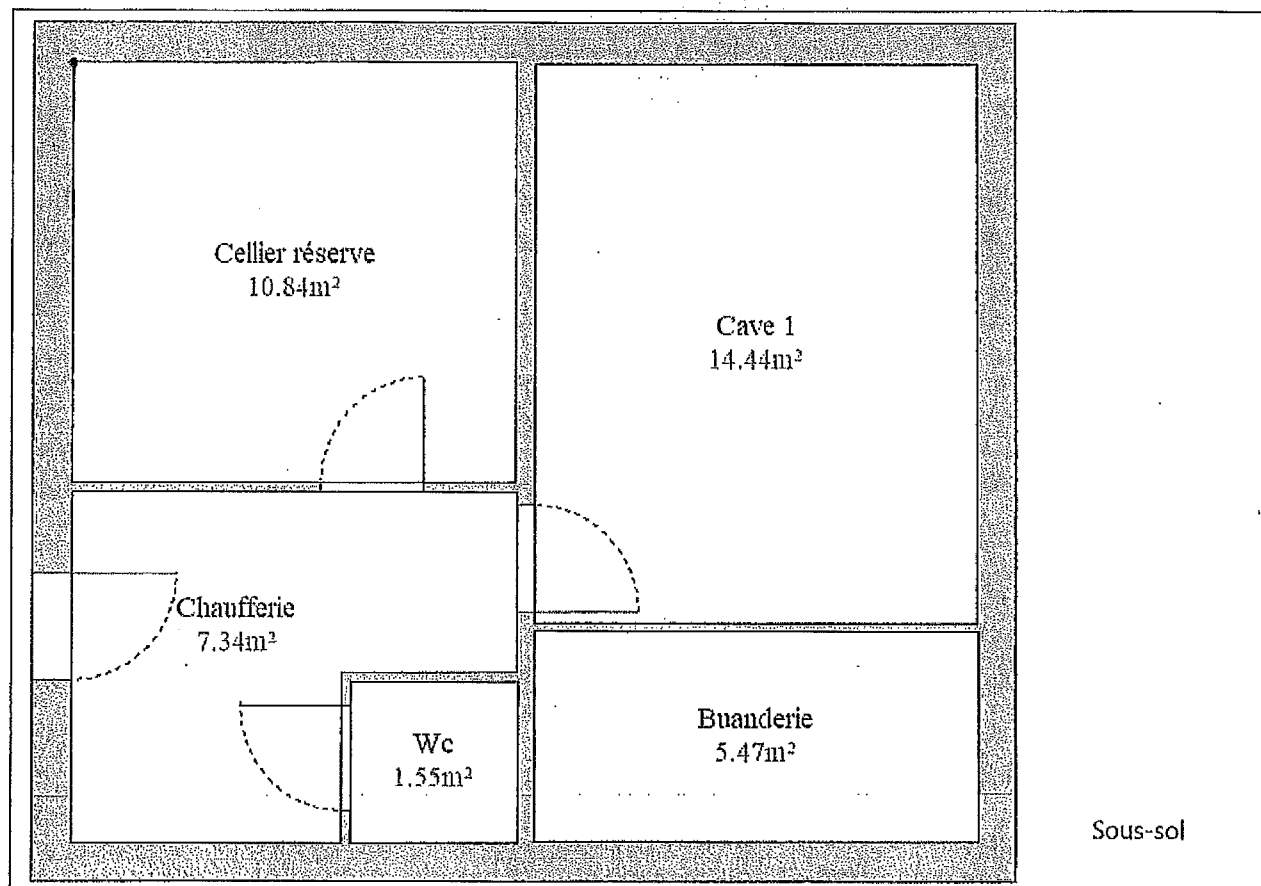 Cellier réserve
10.84m²
Cave 1
14.44m²
Chaufferie
7.34m²
Wc
1.55m²
Buanderie
5.47m²
Sous-sol